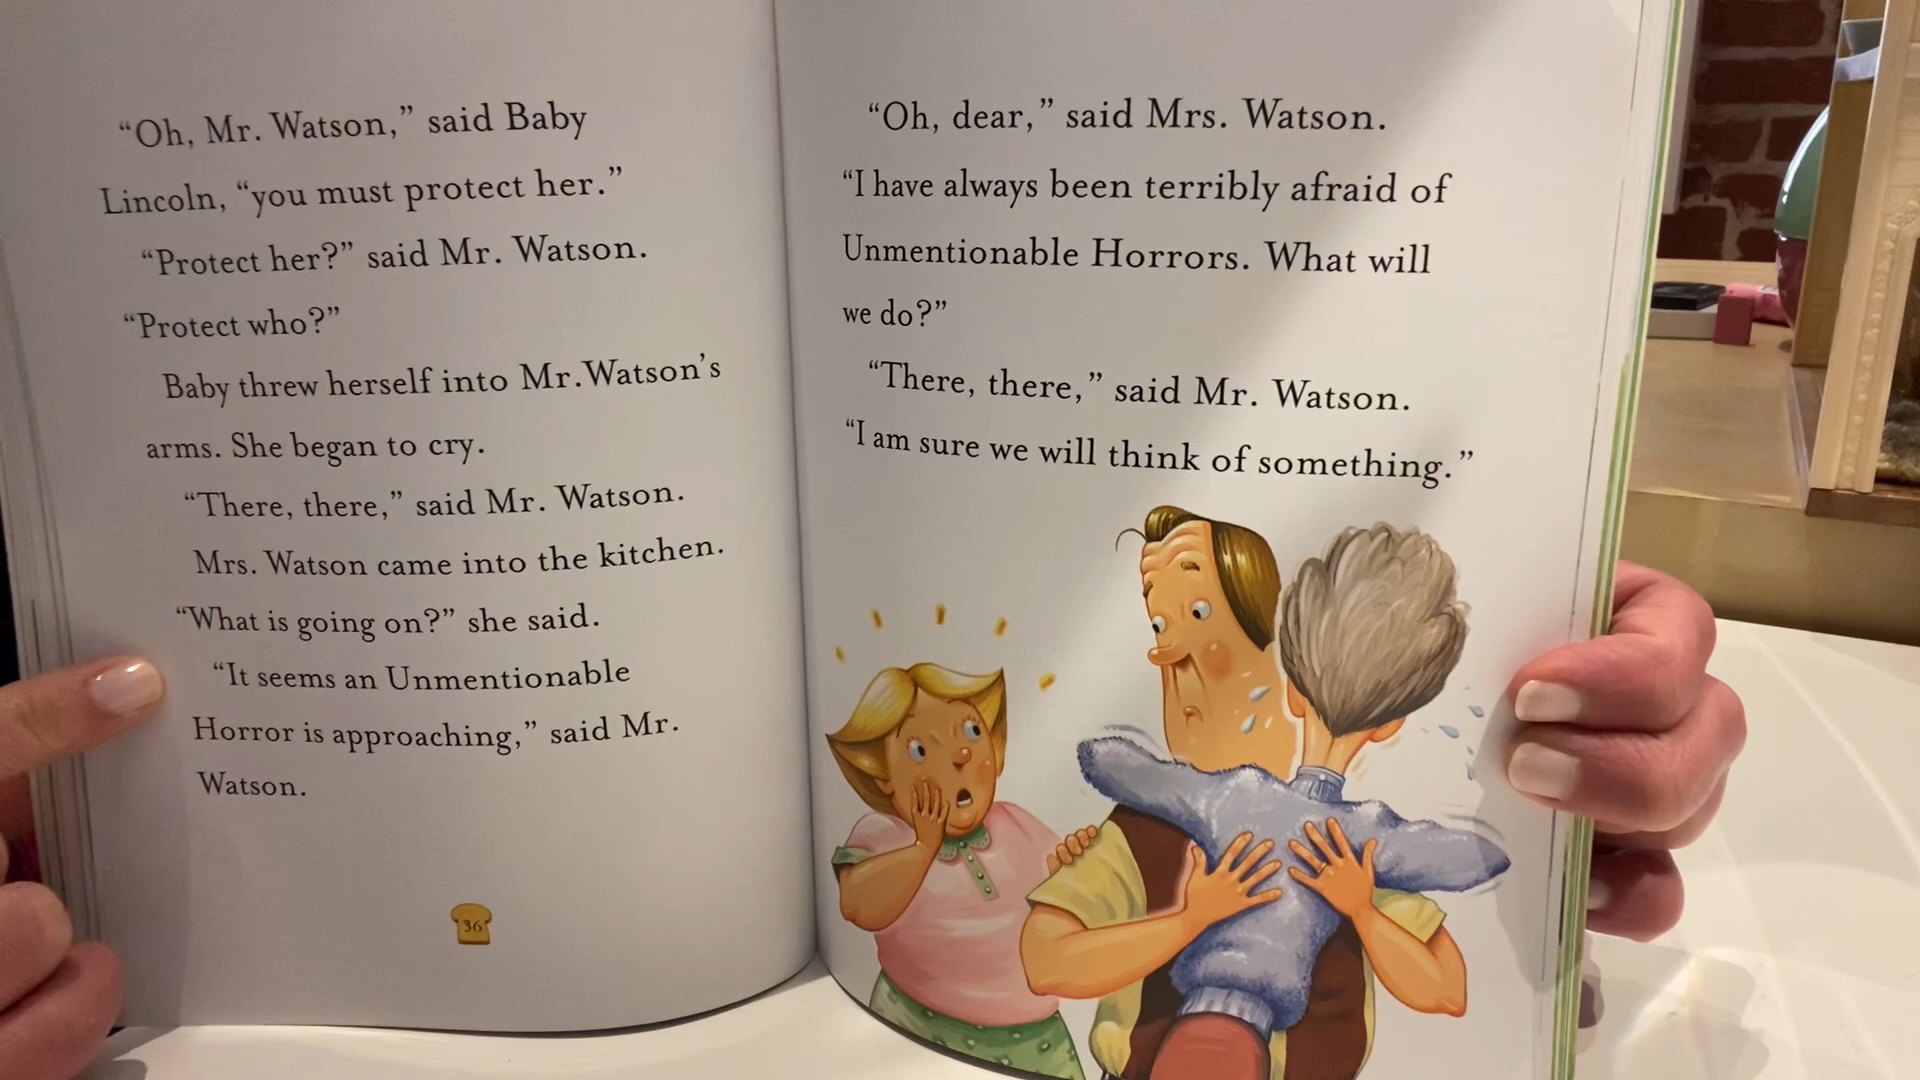 “Oh, Mr. Watson,” said Baby
Lincoln, “you must protect her.”
“Protect her?” said Mr. Watson.
“Protect who?”
Baby threw herself into Mr. Watson’s
arms. She began to cry.
“There, there,” said Mr. Watson.
Mrs. Watson came into the kitchen.
“What is going on?” she said.
“It seems an Unmentionable
Horror is approaching,” said Mr.
Watson.
36
“Oh, dear,” said Mrs. Watson.
“I have always been terribly afraid of
Unmentionable Horrors. What will
we do?”
“There, there,” said Mr. Watson.
“I am sure we will think of something.”